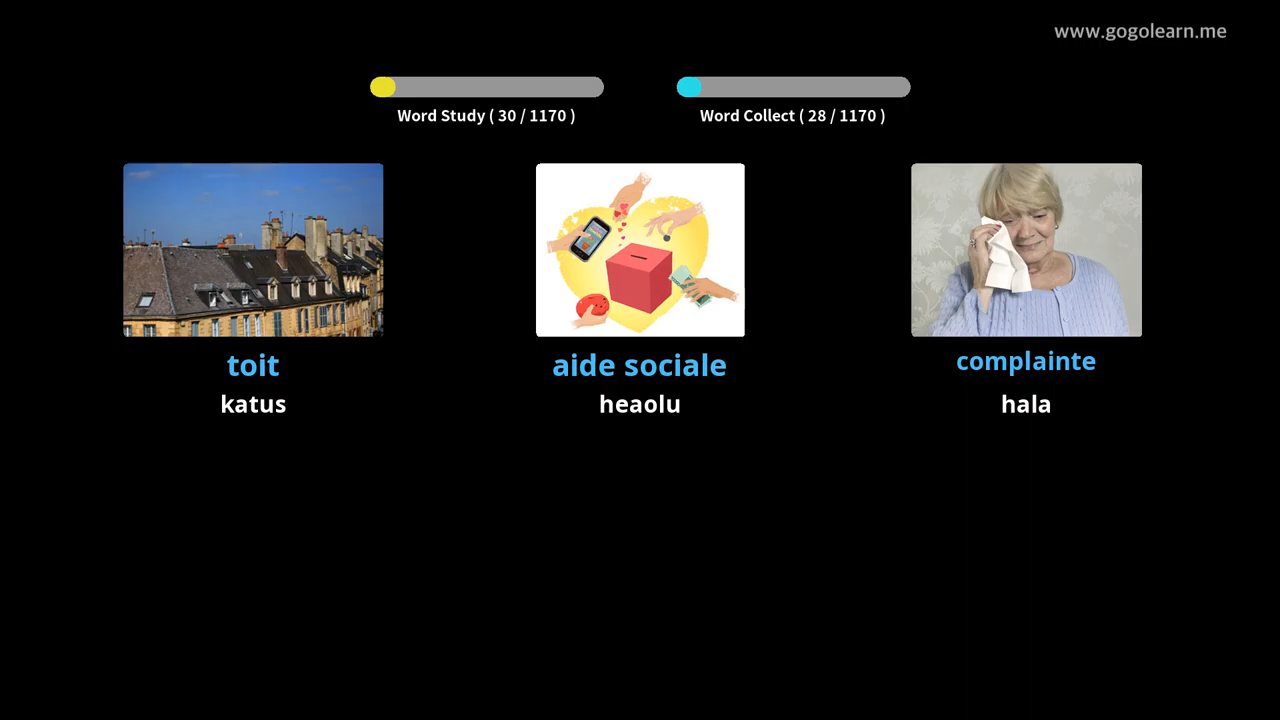 www.gogolearn.me
Word Study ( 30 / 1170 )
Word Collect ( 28 / 1170 )
toit
aide sociale
complainte
katus
heaolu
hala